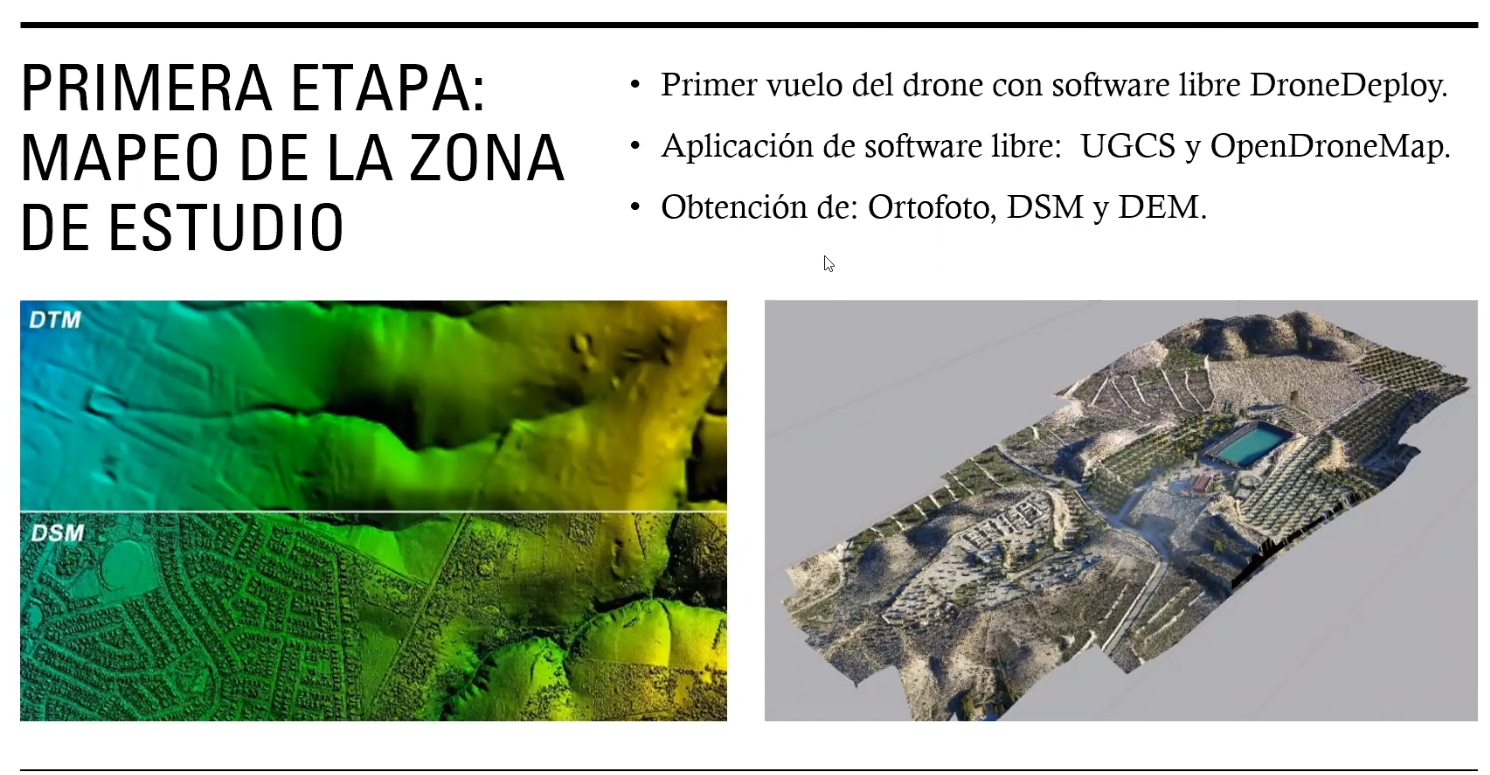 PRIMERA ETAPA:
MAPEO DE LA ZONA
DE ESTUDIO
• Primer vuelo del drone con software libre DroneDeploy.
• Aplicación de software libre: UGCS y OpenDroneMap.
• Obtención de: Ortofoto, DSM y DEM.
DTM
DSM